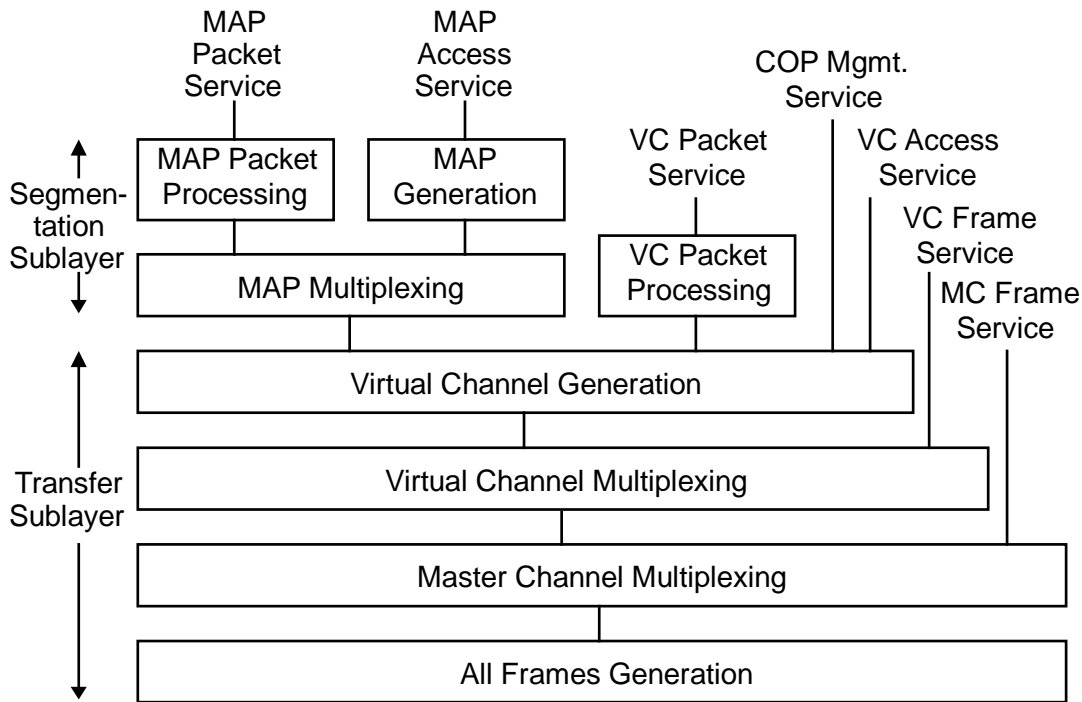 MAP
Packet
Service
MAP
Access
Service
COP Mgmt.
Service
VC Packet
Service
VC Access
Service
VC Frame
Service
MC Frame
Service
Segmen-
tation
Sublayer
MAP Packet
Processing
MAP
Generation
VC Packet
Processing
MAP Multiplexing
Virtual Channel Generation
Transfer
Sublayer
Virtual Channel Multiplexing
Master Channel Multiplexing
All Frames Generation